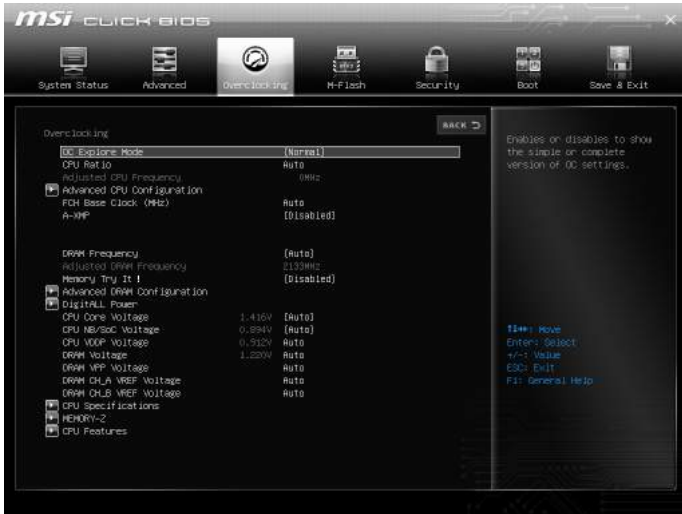 msi CLICK BIOS
System Status Advanced Overclocking M-Flash Security Boot Save & Exit
BACK
Overclocking
OC Explore Mode [Normal]
CPU Ratio Auto
Adjusted CPU Frequency 0MHz
Advanced CPU Configuration
FCH Base Clock (MHz) Auto
A-XMP [Disabled]
DRAM Frequency [Auto]
Adjusted DRAM Frequency 2133MHz
Memory Try It ! [Disabled]
Advanced DRAM Configuration
DigitALL Power
CPU Core Voltage 1.416V [Auto]
CPU NB/SoC Voltage 0.894V [Auto]
CPU VDDP Voltage 0.912V Auto
DRAM Voltage 1.220V Auto
DRAM VPP Voltage Auto
DRAM CH_A VREF Voltage Auto
DRAM CH_B VREF Voltage Auto
CPU Specifications
MEMORY-Z
CPU Features
Enables or disables to show
the simple or complete
version of OC settings.
↑↓←→: Move
Enter: Select
+/-: Value
ESC: Exit
F1: General Help